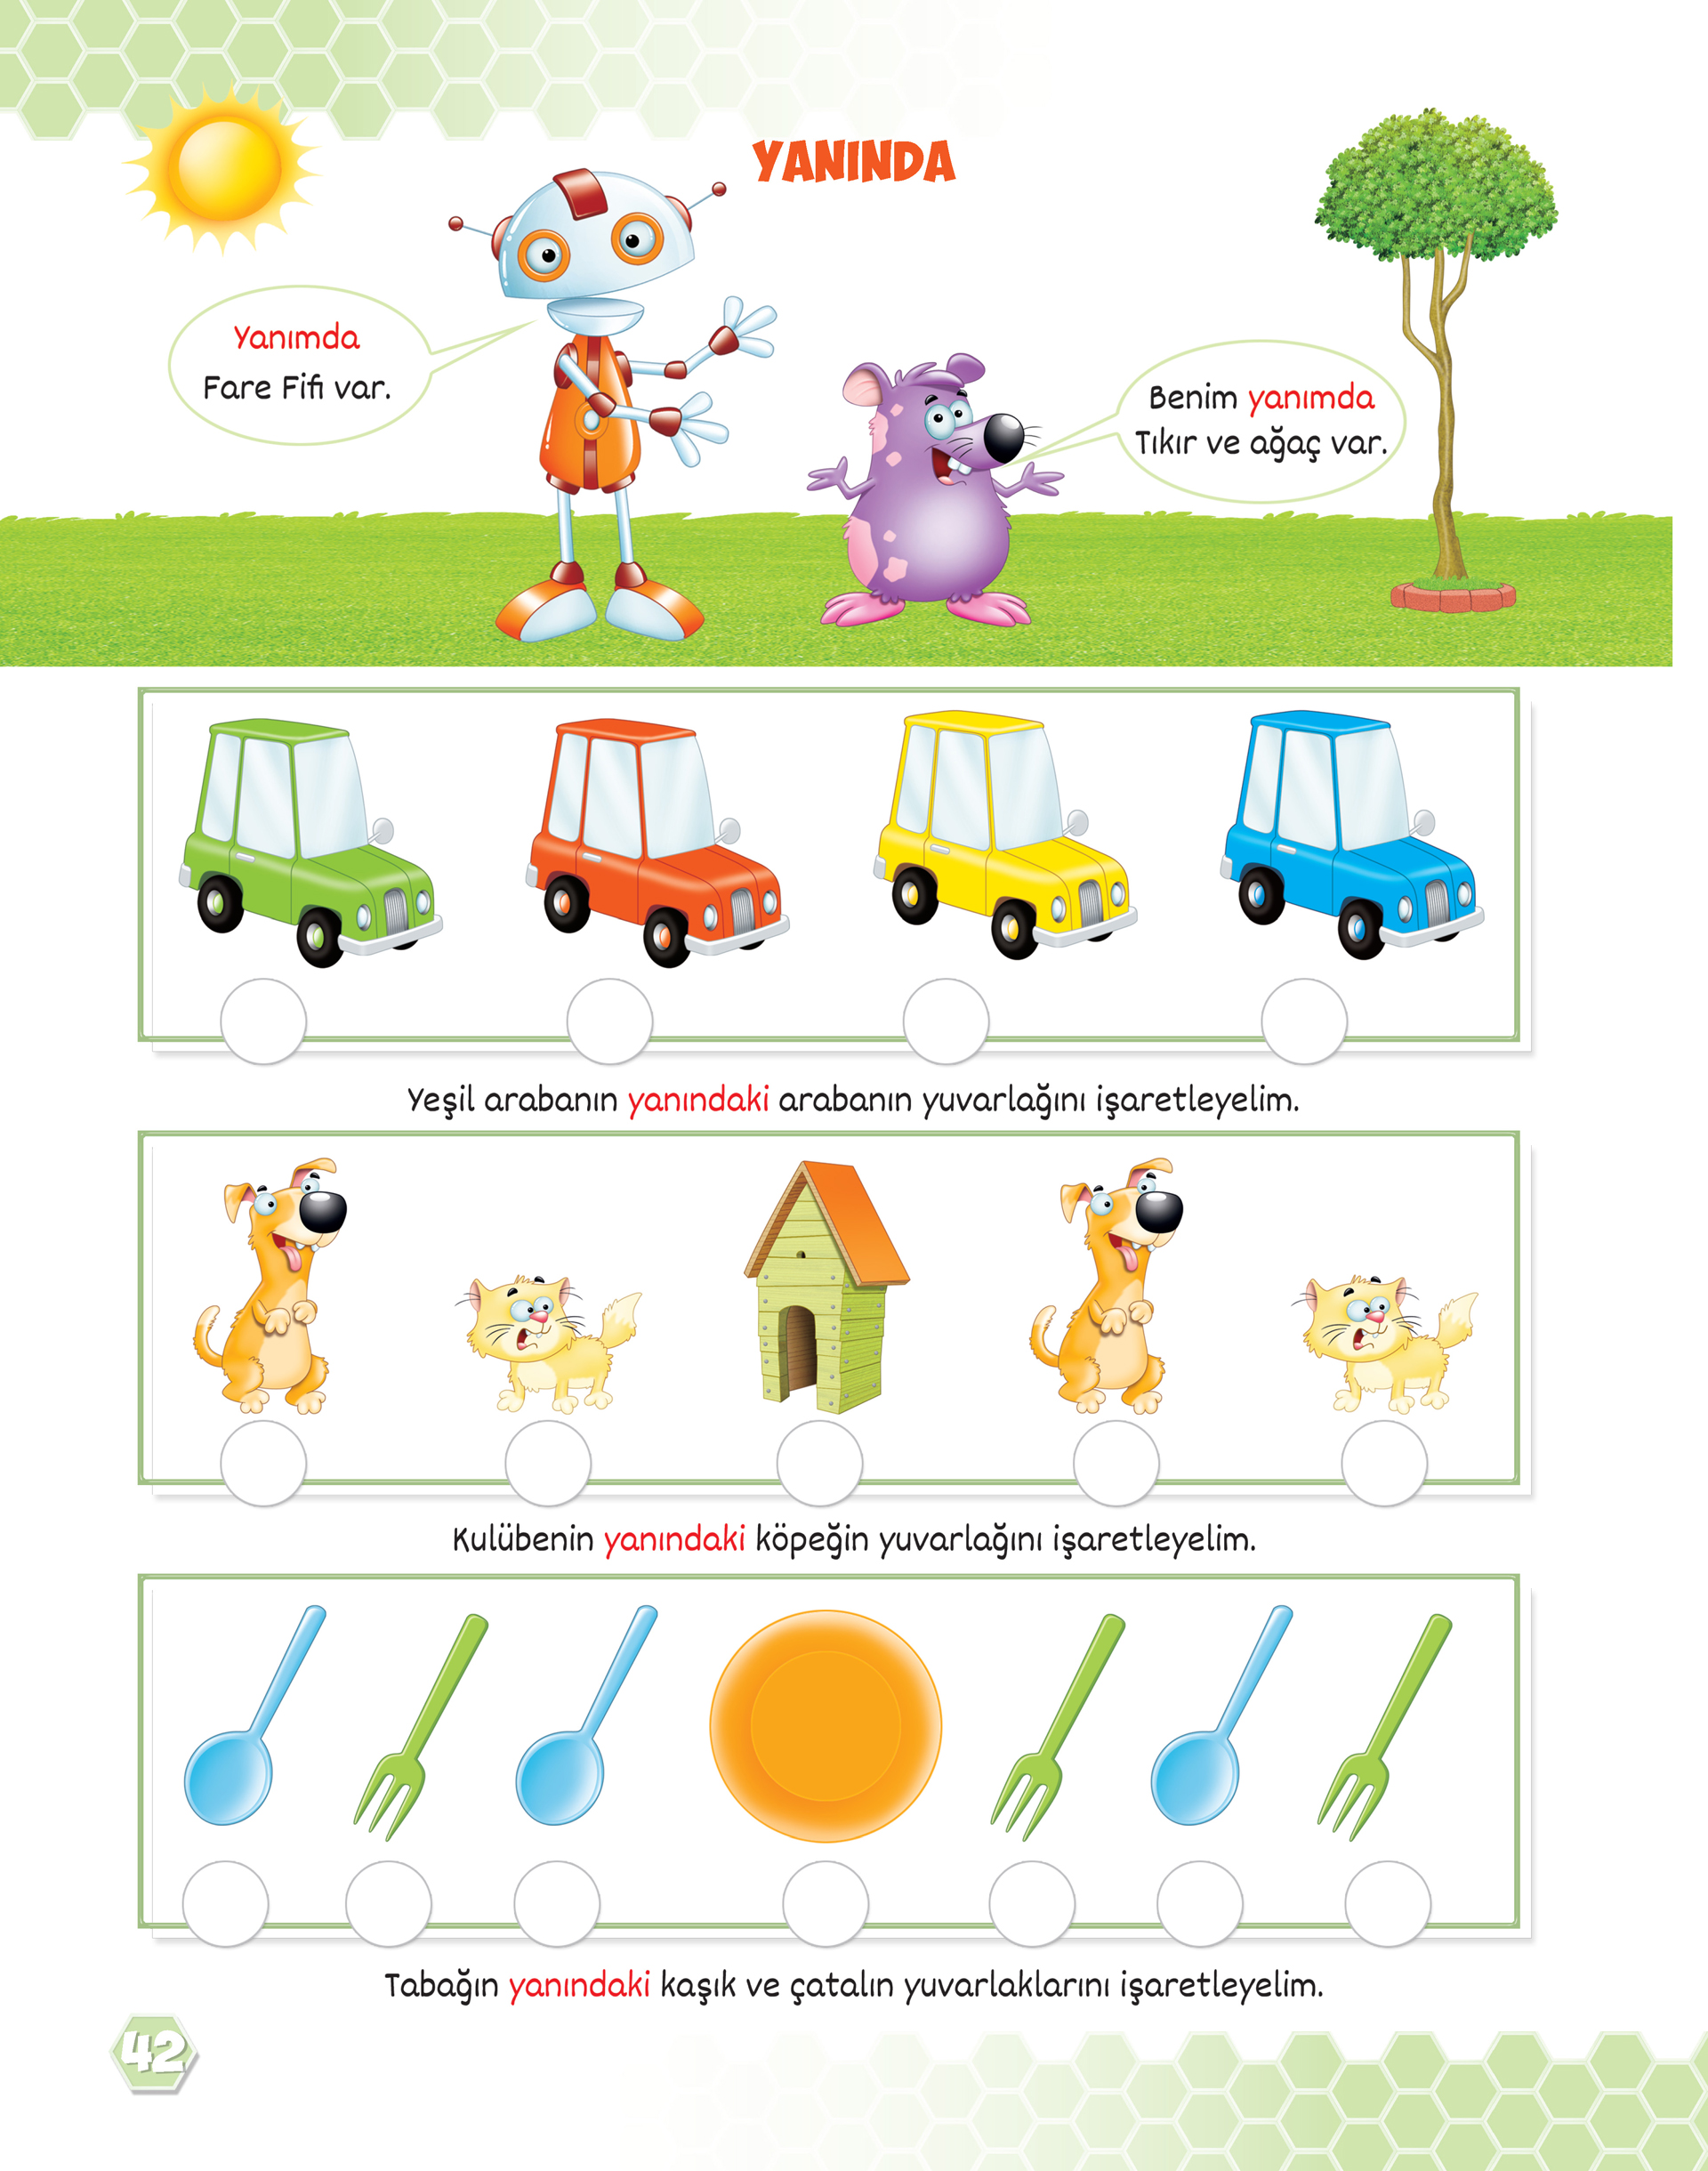 YANINDA
Yanımda
Fare Fifi var.
Benim yanımda
Tıkır ve ağaç var.
Yeşil arabanın yanındaki arabanın yuvarlağını işaretleyelim.
Kulübenin yanındaki köpeğin yuvarlağını işaretleyelim.
Tabağın yanındaki kaşık ve çatalın yuvarlaklarını işaretleyelim.
42